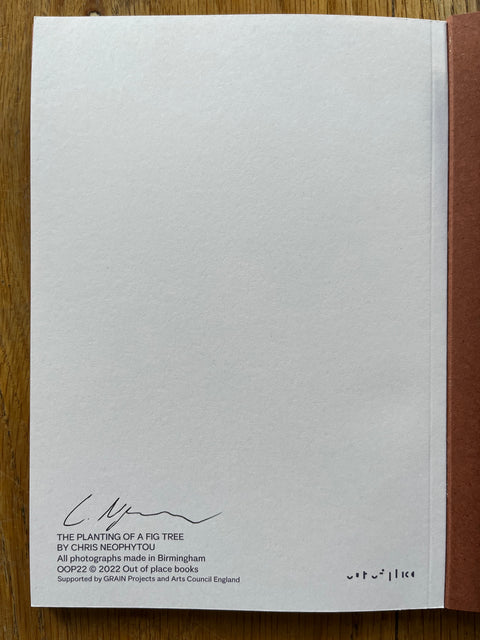 THE PLANTING OF A FIG TREE
BY CHRIS NEOPHYTOU
All photographs made in Birmingham
OOP22 © 2022 Out of place books
Supported by GRAIN Projects and Arts Council England